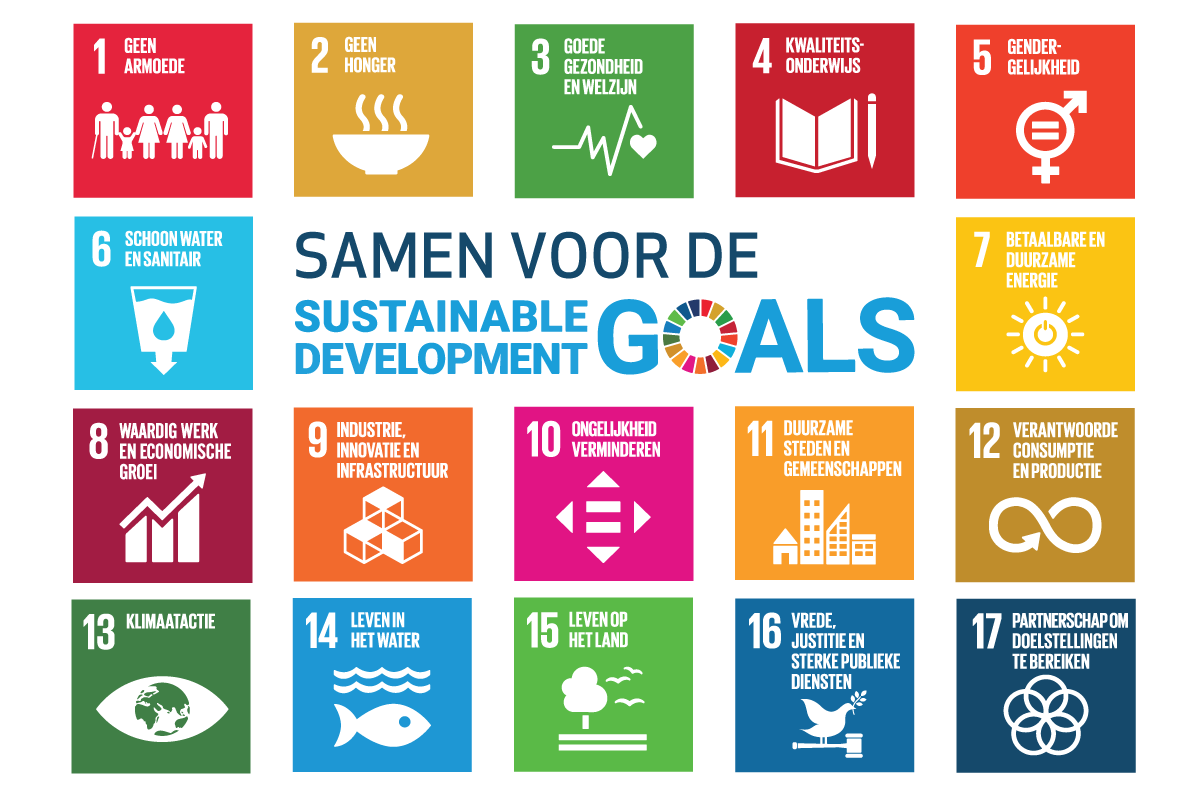 1
GEEN
ARMOEDE
2
GEEN
HONGER
3
GOEDE
GEZONDHEID
EN WELZIJN
4
KWALITEITS-
ONDERWIJS
5
GENDER-
GELIJKHEID
6
SCHOON WATER
EN SANITAIR
SAMEN VOOR DE
SUSTAINABLE
DEVELOPMENT
GOALS
7
BETAALBARE EN
DUURZAME
ENERGIE
8
WAARDIG WERK
EN ECONOMISCHE
GROEI
9
INDUSTRIE,
INNOVATIE EN
INFRASTRUCTUUR
10
ONGELIJKHEID
VERMINDEREN
11
DUURZAME
STEDEN EN
GEMEENSCHAPPEN
12
VERANTWOORDE
CONSUMPTIE
EN PRODUCTIE
13
KLIMAATACTIE
14
LEVEN IN
HET WATER
15
LEVEN OP
HET LAND
16
VREDE,
JUSTITIE EN
STERKE PUBLIEKE
DIENSTEN
17
PARTNERSCHAP OM
DOELSTELLINGEN
TE BEREIKEN